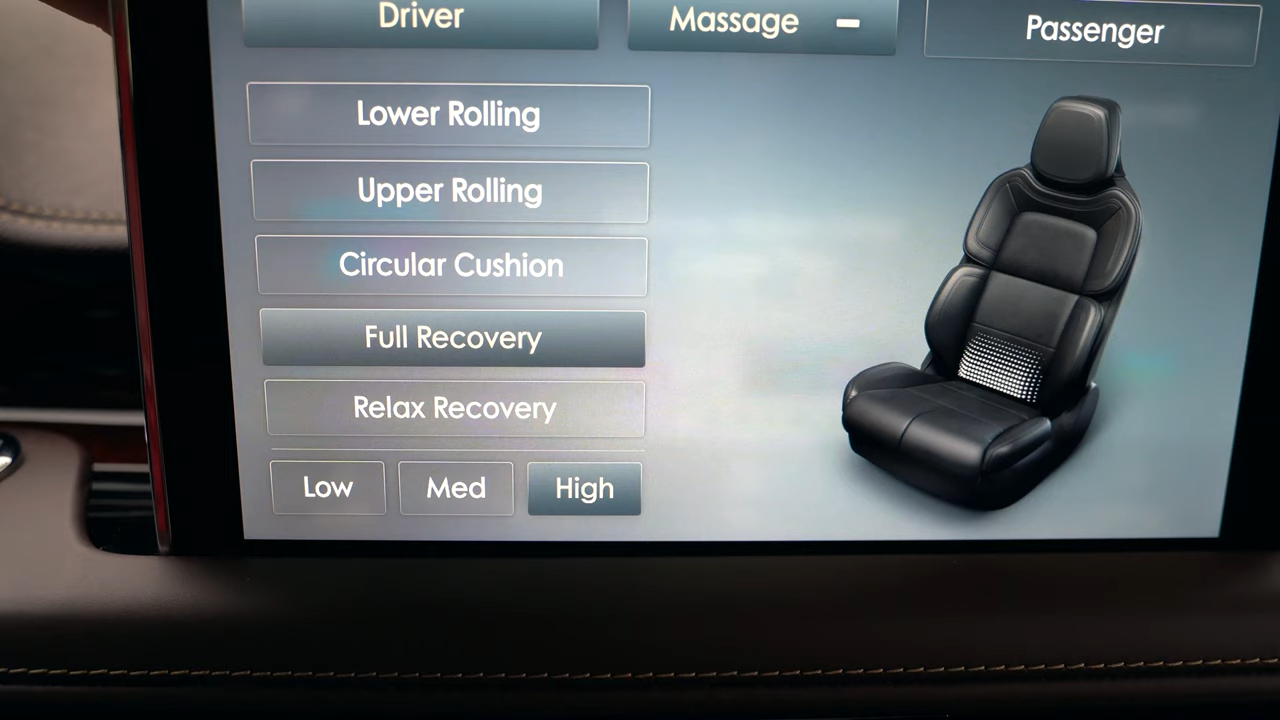 Driver
Massage
Passenger
Lower Rolling
Upper Rolling
Circular Cushion
Full Recovery
Relax Recovery
Low
Med
High